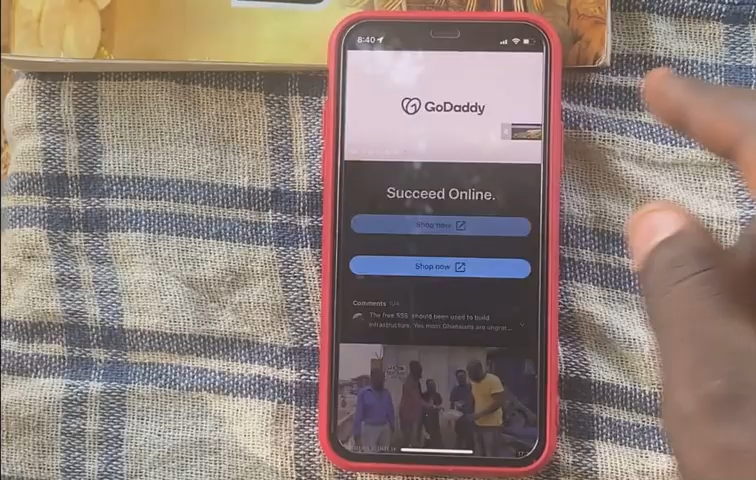 8:40
GoDaddy
Succeed Online.
Shop now
Shop now
Comments
The free SSS should been used to build
infrastructure. Yes most Ghanaians are ungrat...